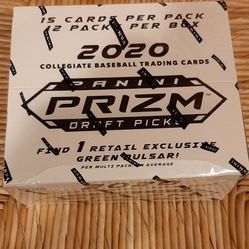 15 CARDS PER PACK
12 PACKS PER BOX
2020
COLLEGIATE BASEBALL TRADING CARDS
PANINI
PRIZM
DRAFT PICKS
FIND 1 RETAIL EXCLUSIVE
GREEN PULSAR!
PER MULTI PACK, ON AVERAGE